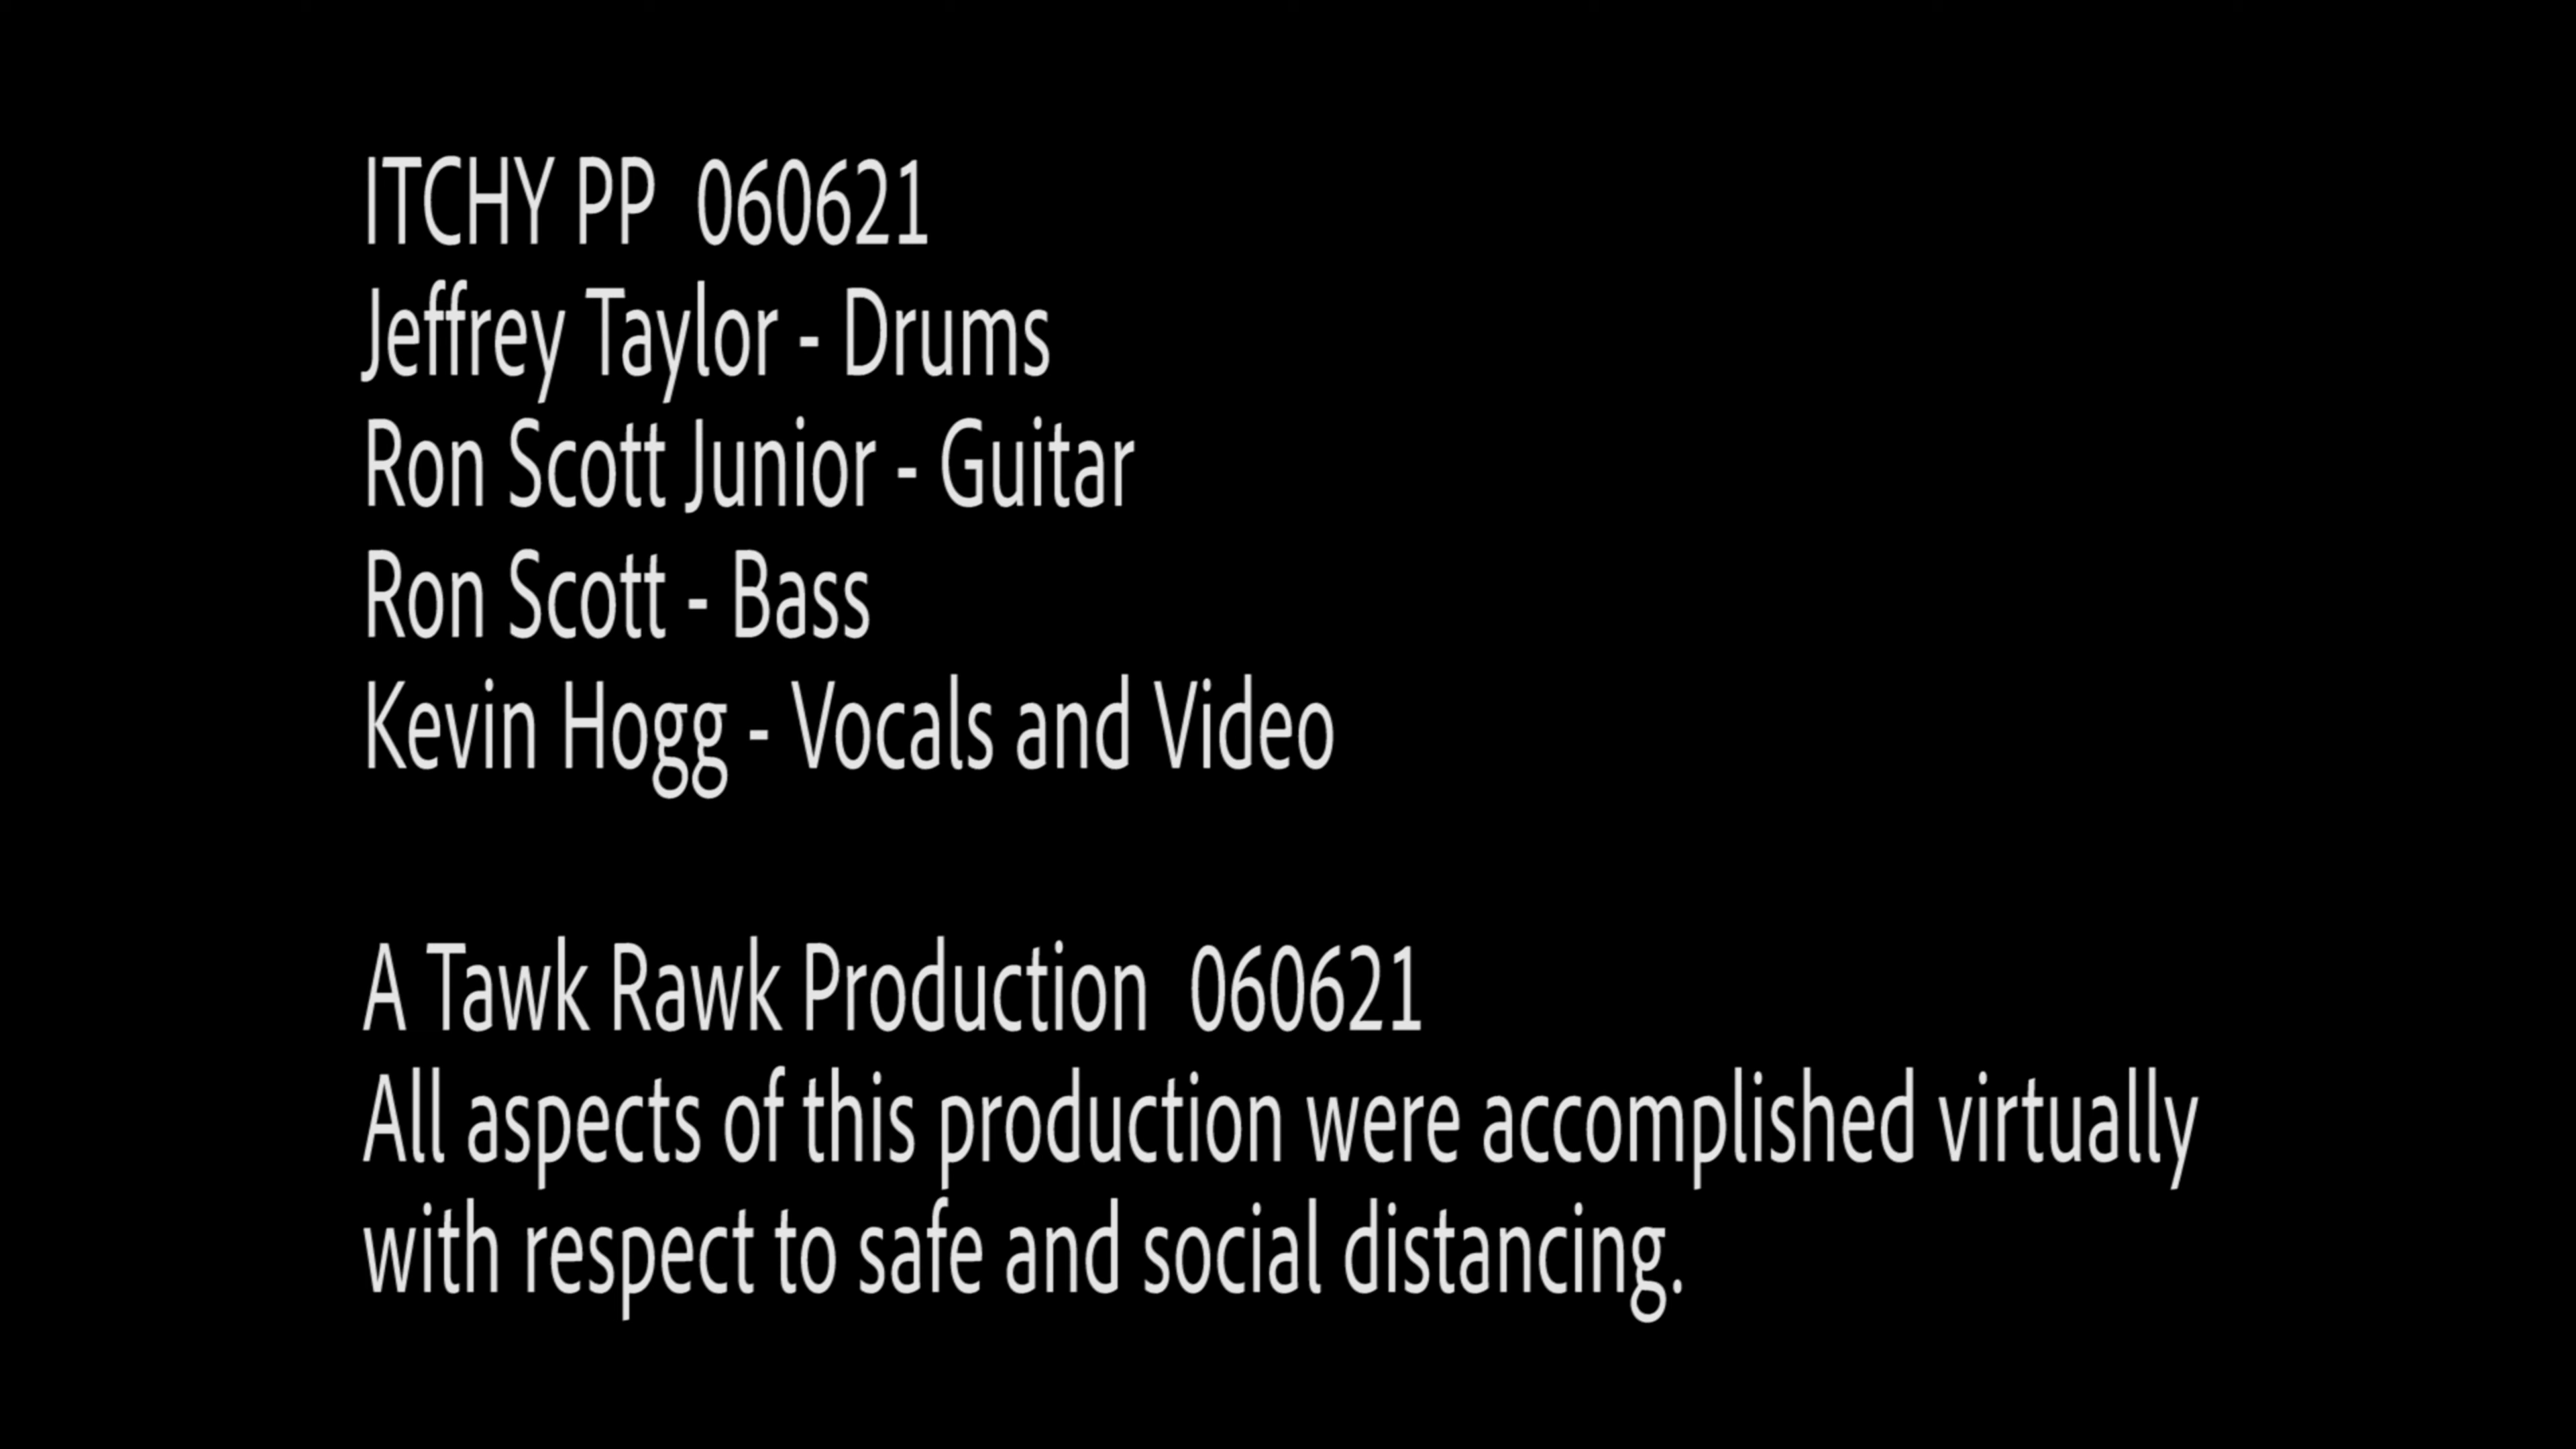 ITCHY PP  060621
Jeffrey Taylor - Drums
Ron Scott Junior - Guitar
Ron Scott - Bass
Kevin Hogg - Vocals and Video
A Tawk Rawk Production  060621
All aspects of this production were accomplished virtually
with respect to safe and social distancing.